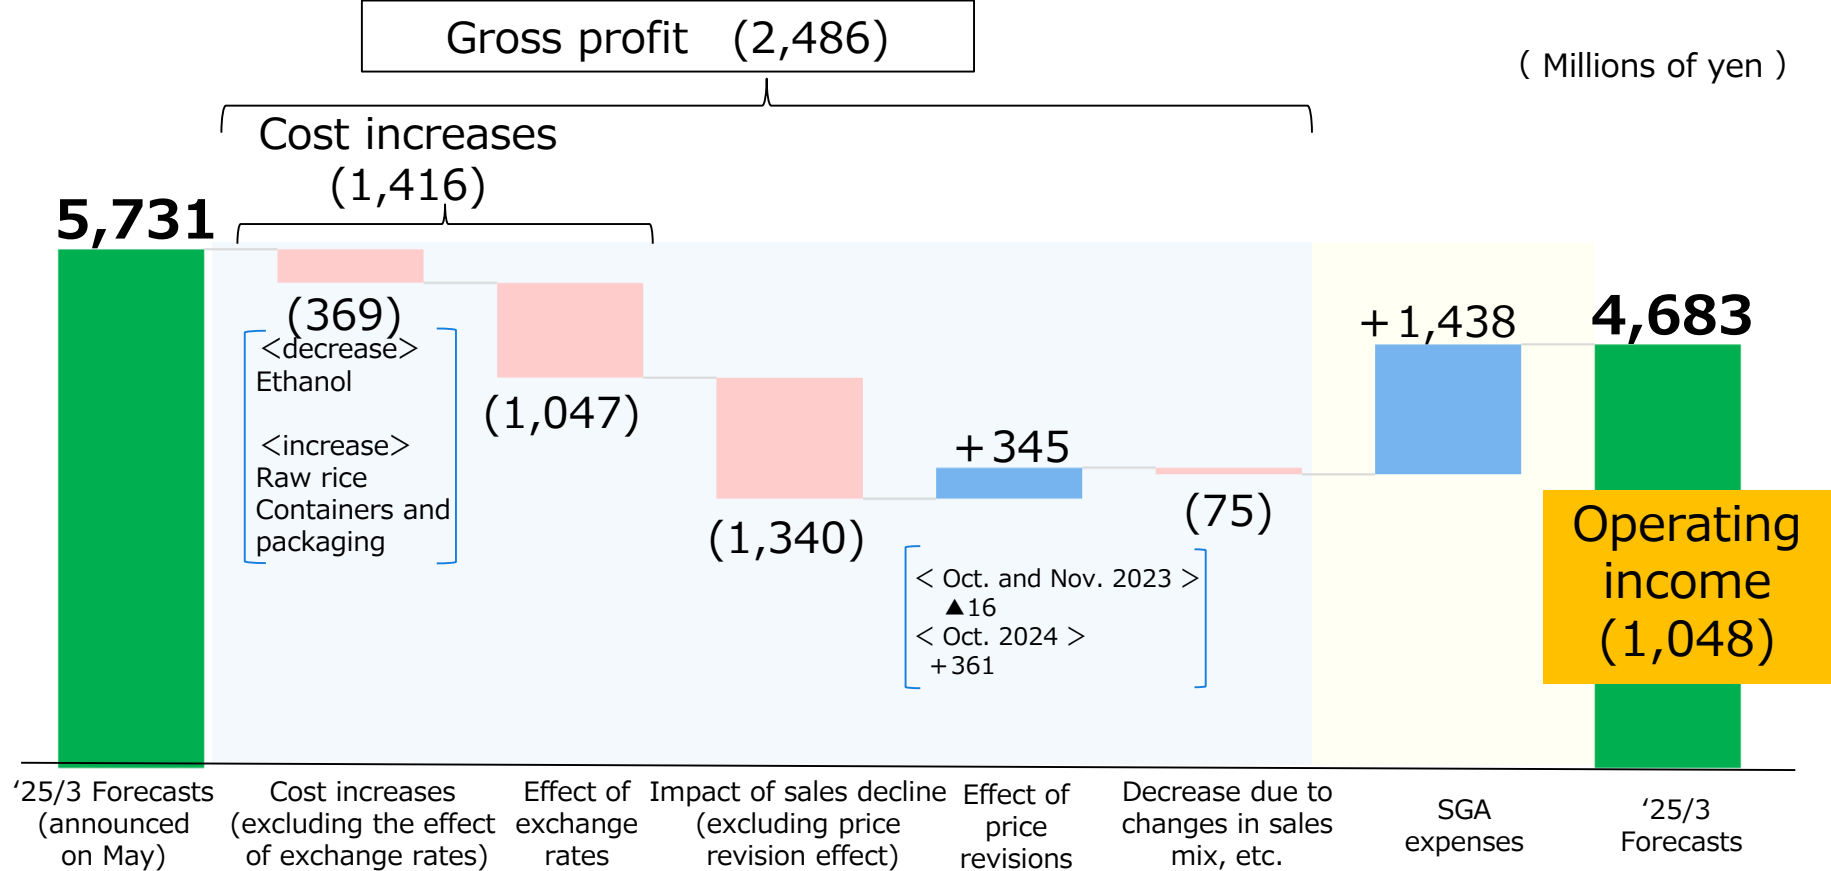 Gross profit (2,486)
( Millions of yen )
Cost increases
(1,416)
5,731
(369)
<decrease>
Ethanol
<increase>
Raw rice
Containers and
packaging
(1,047)
(1,340)
+345
< Oct. and Nov. 2023 >
▲16
< Oct. 2024 >
+361
(75)
+1,438
4,683
Operating
income
(1,048)
‘25/3 Forecasts
(announced
on May)
Cost increases
(excluding the effect
of exchange rates)
Effect of
exchange
rates
Impact of sales decline
(excluding price
revision effect)
Effect of
price
revisions
Decrease due to
changes in sales
mix, etc.
SGA
expenses
‘25/3
Forecasts